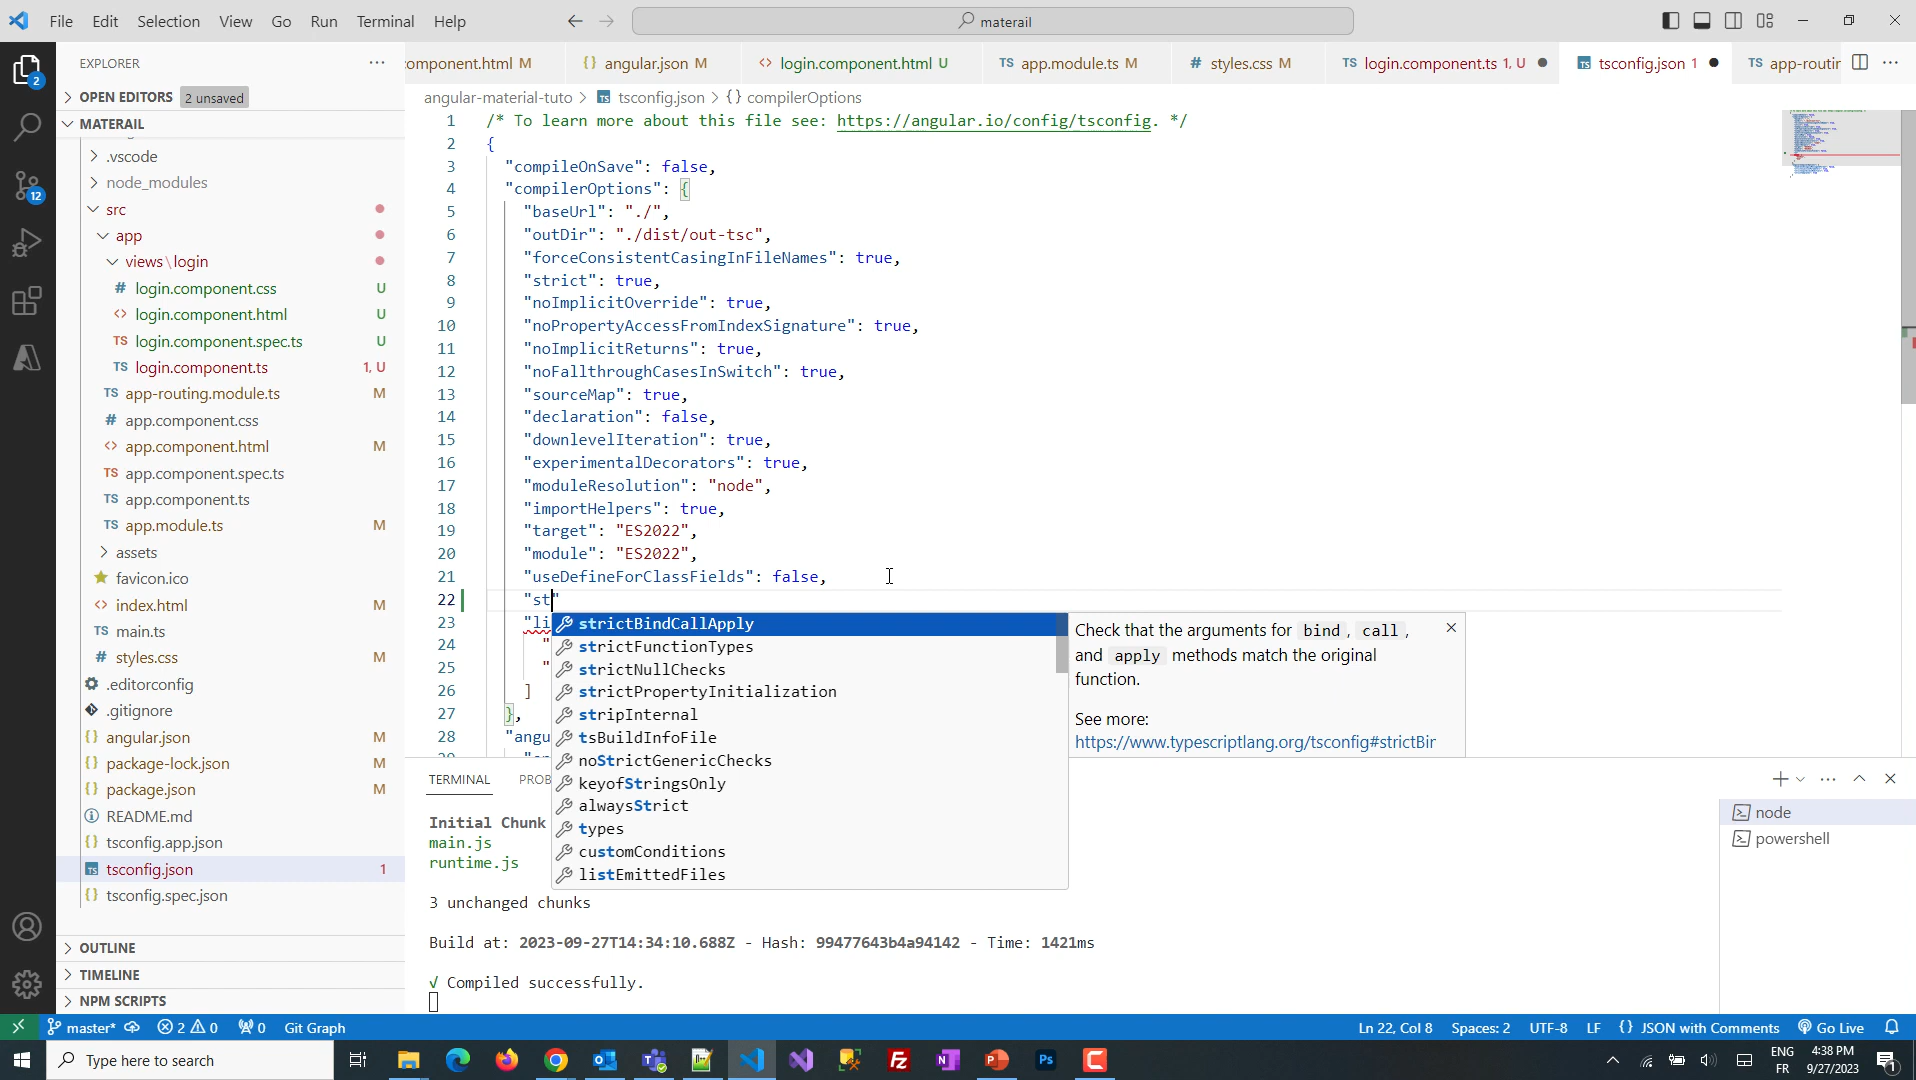 File Edit Selection View Go Run Terminal Help
materail
EXPLORER
OPEN EDITORS 2 unsaved
MATERAIL
.vscode
node_modules
src
app
views\login
login.component.css U
login.component.html U
login.component.spec.ts U
login.component.ts 1, U
app-routing.module.ts M
app.component.css
app.component.html M
app.component.spec.ts
app.component.ts
app.module.ts M
assets
favicon.ico
index.html M
main.ts
styles.css M
.editorconfig
.gitignore
angular.json M
package-lock.json M
package.json M
README.md
tsconfig.app.json
tsconfig.json 1
tsconfig.spec.json
OUTLINE
TIMELINE
NPM SCRIPTS
2
12
omponent.html M
{} angular.json M
<> login.component.html U
TS app.module.ts M
# styles.css M
TS login.component.ts 1, U
TS tsconfig.json 1
TS app-routir
angular-material-tuto > TS tsconfig.json > {} compilerOptions
1 /* To learn more about this file see: https://angular.io/config/tsconfig. */
2 {
3 "compileOnSave": false,
4 "compilerOptions": {
5 "baseUrl": "./",
6 "outDir": "./dist/out-tsc",
7 "forceConsistentCasingInFileNames": true,
8 "strict": true,
9 "noImplicitOverride": true,
10 "noPropertyAccessFromIndexSignature": true,
11 "noImplicitReturns": true,
12 "noFallthroughCasesInSwitch": true,
13 "sourceMap": true,
14 "declaration": false,
15 "downlevelIteration": true,
16 "experimentalDecorators": true,
17 "moduleResolution": "node",
18 "importHelpers": true,
19 "target": "ES2022",
20 "module": "ES2022",
21 "useDefineForClassFields": false,
22 "st"
23 "li
24 "
25 "
26 ]
27 },
28 "angu
strictBindCallApply
strictFunctionTypes
strictNullChecks
strictPropertyInitialization
stripInternal
tsBuildInfoFile
noStrictGenericChecks
keyofStringsOnly
alwaysStrict
types
customConditions
listEmittedFiles
Check that the arguments for bind, call,
and apply methods match the original
function.
See more:
https://www.typescriptlang.org/tsconfig#strictBir
TERMINAL PROB
Initial Chunk
main.js
runtime.js
3 unchanged chunks
Build at: 2023-09-27T14:34:10.688Z - Hash: 99477643b4a94142 - Time: 1421ms
√ Compiled successfully.
node
powershell
master* 2 0 0 Git Graph
Ln 22, Col 8 Spaces: 2 UTF-8 LF {} JSON with Comments Go Live
Type here to search
ENG
FR
4:38 PM
9/27/2023
1